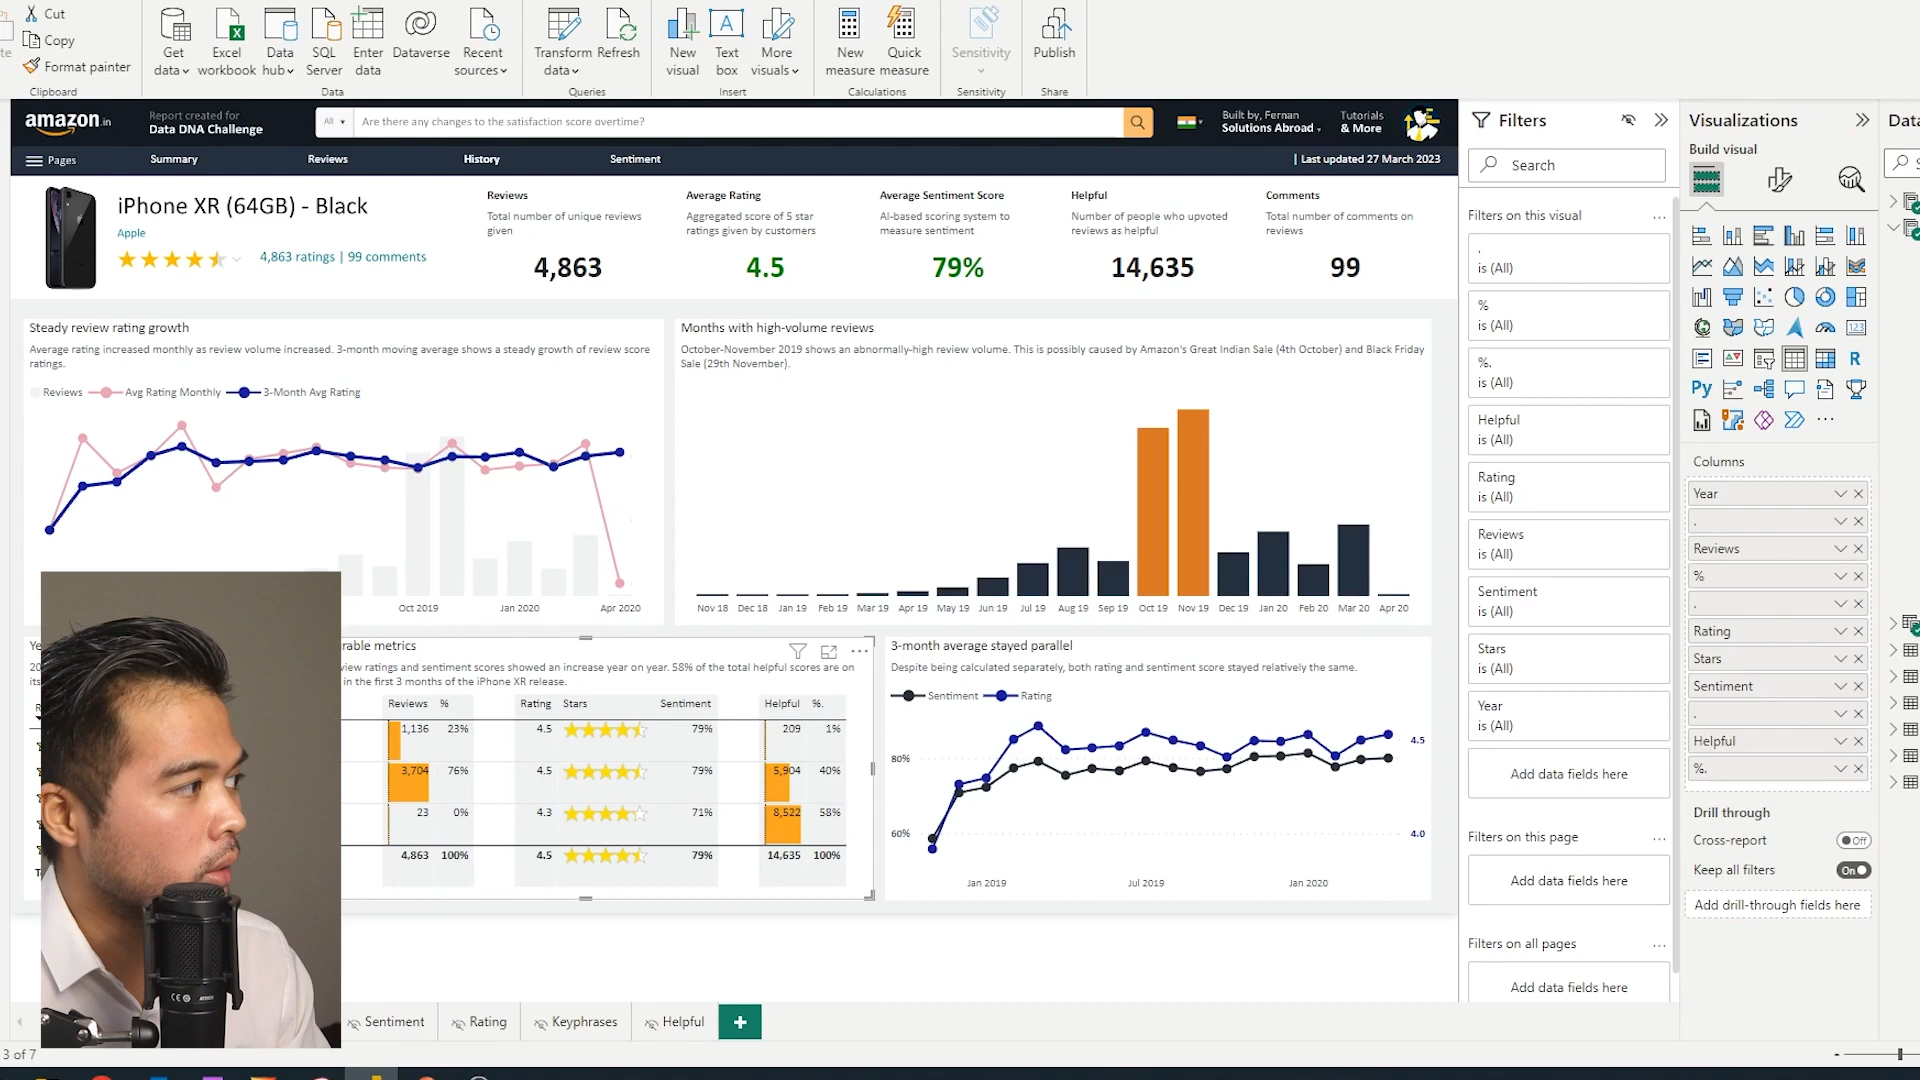 Cut
Copy
Format painter
Clipboard
Get data
Excel workbook
Data hub
SQL Server
Enter data
Dataverse
Recent sources
Data
Transform data
Refresh
Queries
New visual
Text box
More visuals
Insert
New measure
Quick measure
Calculations
Sensitivity
Sensitivity
Publish
Share
amazon.in
Report created for
Data DNA Challenge
All
Are there any changes to the satisfaction score overtime?
Built by, Fernan
Solutions Abroad
Tutorials
& More
Pages
Summary
Reviews
History
Sentiment
Last updated 27 March 2023
iPhone XR (64GB) - Black
Apple
4,863 ratings | 99 comments
Reviews
Total number of unique reviews
given
4,863
Average Rating
Aggregated score of 5 star
ratings given by customers
4.5
Average Sentiment Score
AI-based scoring system to
measure sentiment
79%
Helpful
Number of people who upvoted
reviews as helpful
14,635
Comments
Total number of comments on
reviews
99
Steady review rating growth
Average rating increased monthly as review volume increased. 3-month moving average shows a steady growth of review score
ratings.
Reviews Avg Rating Monthly 3-Month Avg Rating
Oct 2019 Jan 2020 Apr 2020
Months with high-volume reviews
October-November 2019 shows an abnormally-high review volume. This is possibly caused by Amazon's Great Indian Sale (4th October) and Black Friday
Sale (29th November).
Nov 18 Dec 18 Jan 19 Feb 19 Mar 19 Apr 19 May 19 Jun 19 Jul 19 Aug 19 Sep 19 Oct 19 Nov 19 Dec 19 Jan 20 Feb 20 Mar 20 Apr 20
rable metrics
view ratings and sentiment scores showed an increase year on year. 58% of the total helpful scores are on
in the first 3 months of the iPhone XR release.
Reviews % Rating Stars Sentiment Helpful %.
1,136 23% 4.5 79% 209 1%
3,704 76% 4.5 79% 5,904 40%
23 0% 4.3 71% 8,522 58%
4,863 100% 4.5 79% 14,635 100%
3-month average stayed parallel
Despite being calculated separately, both rating and sentiment score stayed relatively the same.
Sentiment Rating
80%
60%
4.5
4.0
Jan 2019 Jul 2019 Jan 2020
Sentiment
Rating
Keyphrases
Helpful
+
3 of 7
Filters
Search
Filters on this visual
.
is (All)
%
is (All)
%.
is (All)
Helpful
is (All)
Rating
is (All)
Reviews
is (All)
Sentiment
is (All)
Stars
is (All)
Year
is (All)
Add data fields here
Filters on this page
Add data fields here
Filters on all pages
Add data fields here
Visualizations
Build visual
123
R
Py
Columns
Year
.
Reviews
%
.
Rating
Stars
Sentiment
.
Helpful
%.
Drill through
Cross-report
Off
Keep all filters
On
Add drill-through fields here
Data